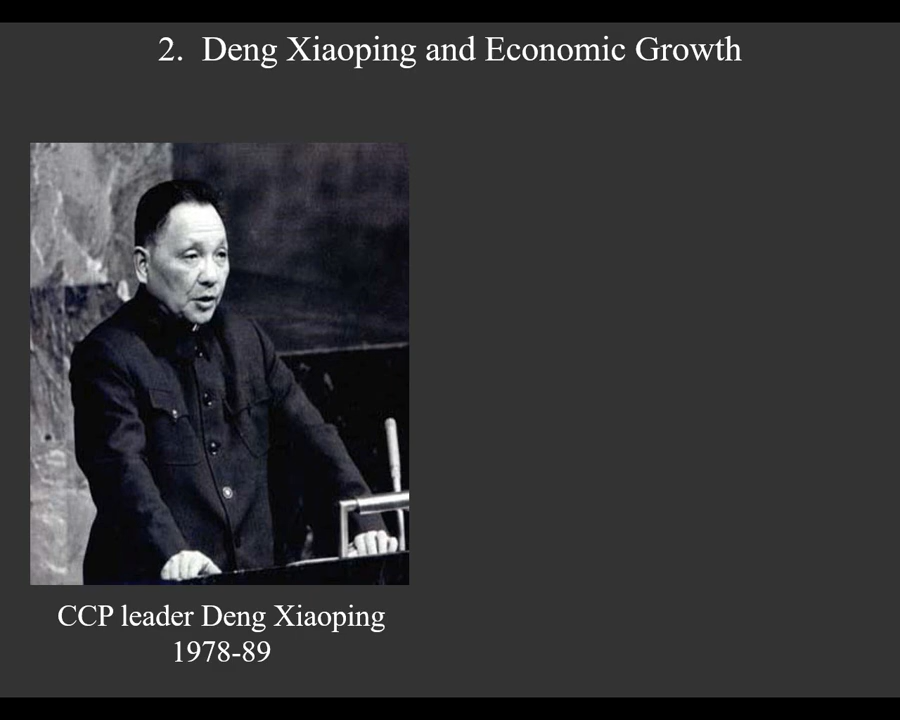 2. Deng Xiaoping and Economic Growth
CCP leader Deng Xiaoping
1978-89